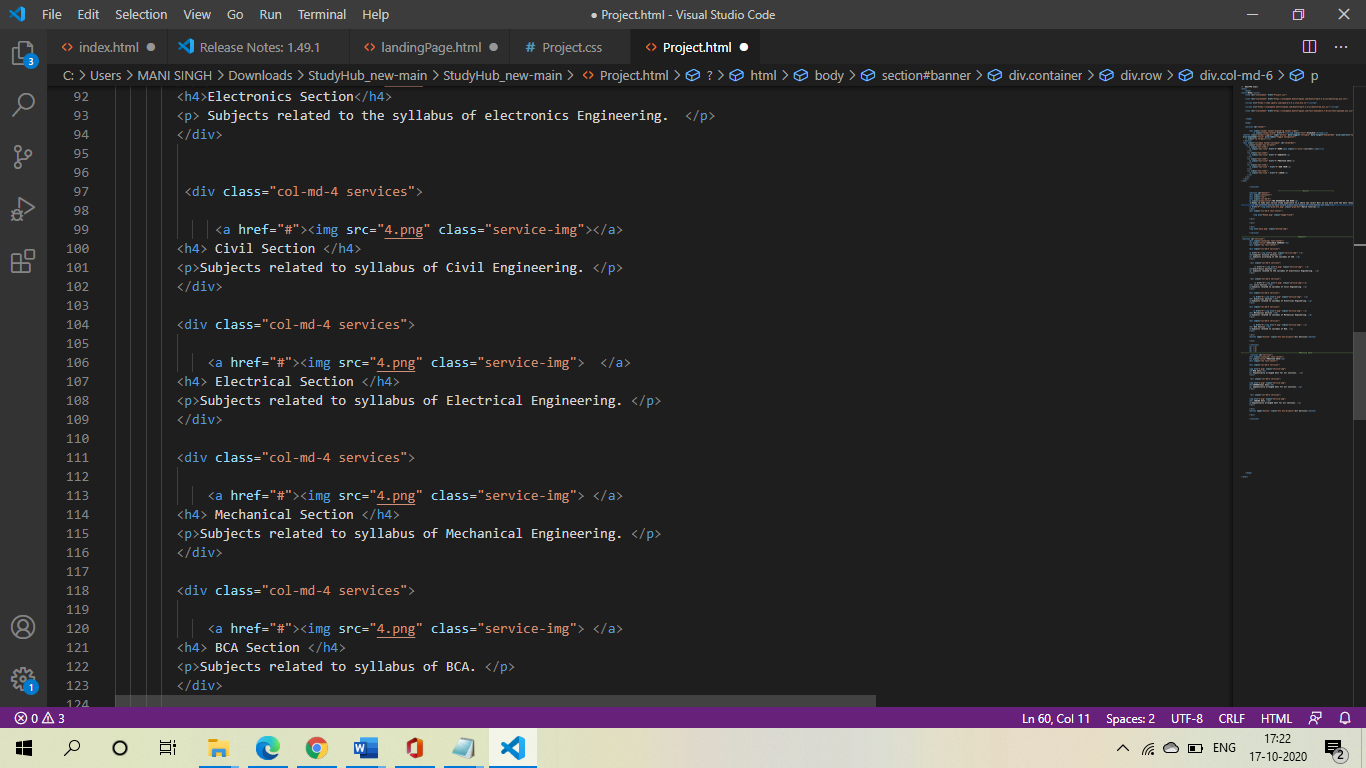 File Edit Selection View Go Run Terminal Help ● Project.html - Visual Studio Code
index.html ● Release Notes: 1.49.1 landingPage.html ● # Project.css Project.html ●
C: > Users > MANI SINGH > Downloads > StudyHub_new-main > StudyHub_new-main > Project.html > ? > html > body > section#banner > div.container > div.row > div.col-md-6 > p
92 <h4>Electronics Section</h4>
93 <p> Subjects related to the syllabus of electronics Engineering.  </p>
94 </div>
95
96
97 <div class="col-md-4 services">
98
99 <a href="#"><img src="4.png" class="service-img"></a>
100 <h4> Civil Section </h4>
101 <p>Subjects related to syllabus of Civil Engineering. </p>
102 </div>
103
104 <div class="col-md-4 services">
105
106 <a href="#"><img src="4.png" class="service-img">  </a>
107 <h4> Electrical Section </h4>
108 <p>Subjects related to syllabus of Electrical Engineering. </p>
109 </div>
110
111 <div class="col-md-4 services">
112
113 <a href="#"><img src="4.png" class="service-img"> </a>
114 <h4> Mechanical Section </h4>
115 <p>Subjects related to syllabus of Mechanical Engineering. </p>
116 </div>
117
118 <div class="col-md-4 services">
119
120 <a href="#"><img src="4.png" class="service-img"> </a>
121 <h4> BCA Section </h4>
122 <p>Subjects related to syllabus of BCA. </p>
123 </div>
124
3
1
0 3 Ln 60, Col 11 Spaces: 2 UTF-8 CRLF HTML
ENG 17:22
17-10-2020
2